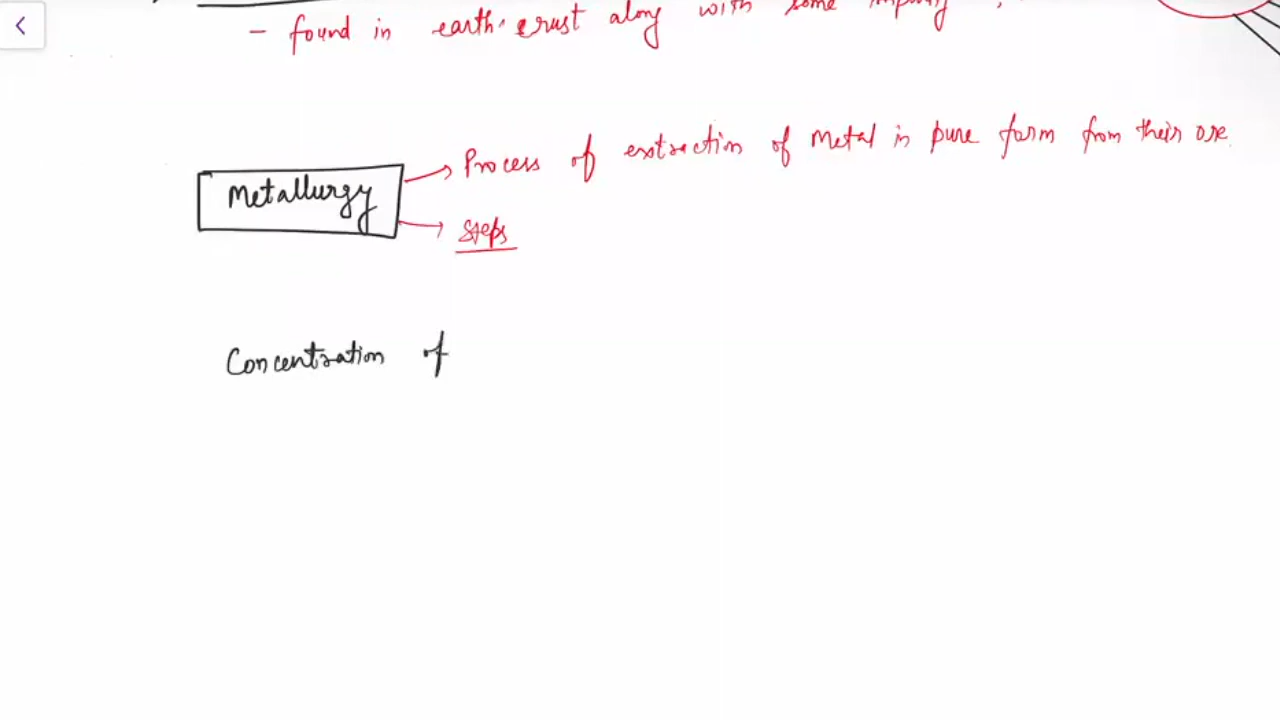 - found in earth crust along with some impurity
Process of extraction of Metal in pure form from their ore.
Metallurgy
Steps
Concentration of